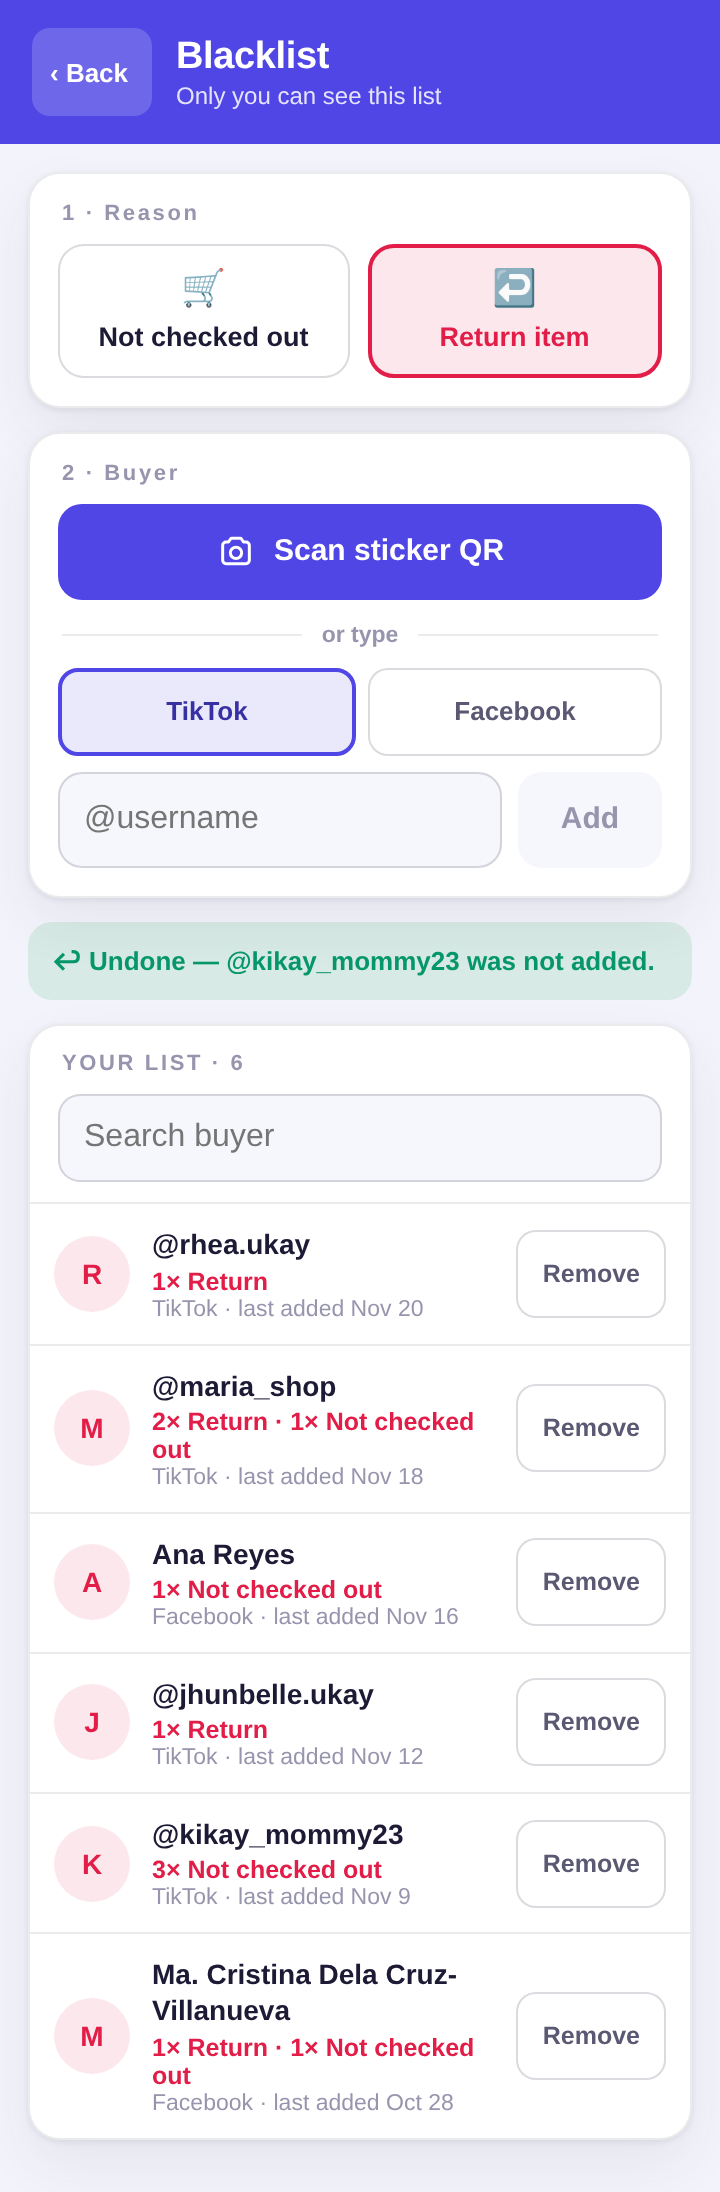 ‹ Back
Blacklist
Only you can see this list
1 · Reason
Not checked out
Return item
2 · Buyer
Scan sticker QR
or type
TikTok
Facebook
@username
Add
Undone — @kikay_mommy23 was not added.
YOUR LIST · 6
Search buyer
R
@rhea.ukay
1× Return
TikTok · last added Nov 20
Remove
M
@maria_shop
2× Return · 1× Not checked
out
TikTok · last added Nov 18
Remove
A
Ana Reyes
1× Not checked out
Facebook · last added Nov 16
Remove
J
@jhunbelle.ukay
1× Return
TikTok · last added Nov 12
Remove
K
@kikay_mommy23
3× Not checked out
TikTok · last added Nov 9
Remove
M
Ma. Cristina Dela Cruz-
Villanueva
1× Return · 1× Not checked
out
Facebook · last added Oct 28
Remove